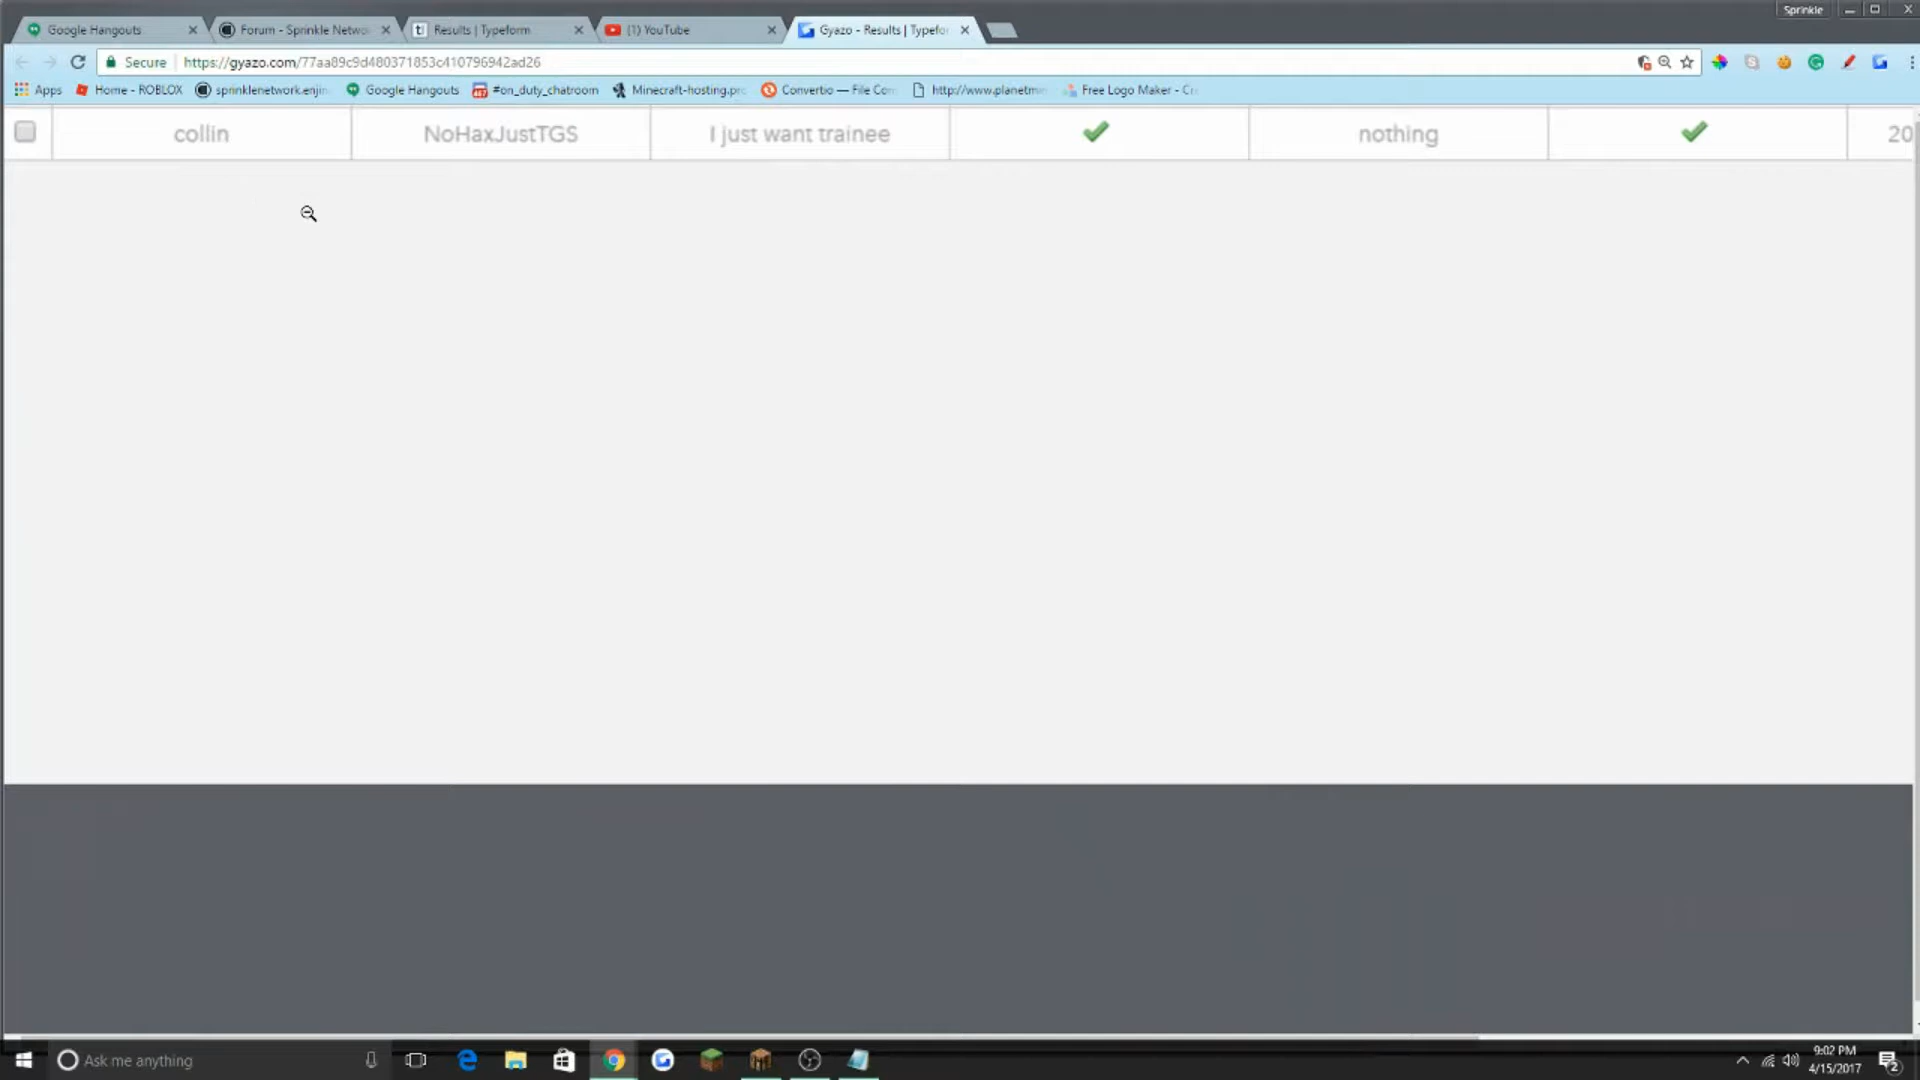 Sprinkle
Google Hangouts
Forum - Sprinkle Netwo
Results | Typeform
(1) YouTube
Gyazo - Results | Typefo
Secure
https://gyazo.com/77aa89c9d480371853c410796942ad26
Apps
Home - ROBLOX
sprinklenetwork.enjin
Google Hangouts
#on_duty_chatroom
Minecraft-hosting.pro
Convertio — File Con
http://www.planetmin
Free Logo Maker - Cr
collin
NoHaxJustTGS
I just want trainee
nothing
20
Ask me anything
9:02 PM
4/15/2017
2